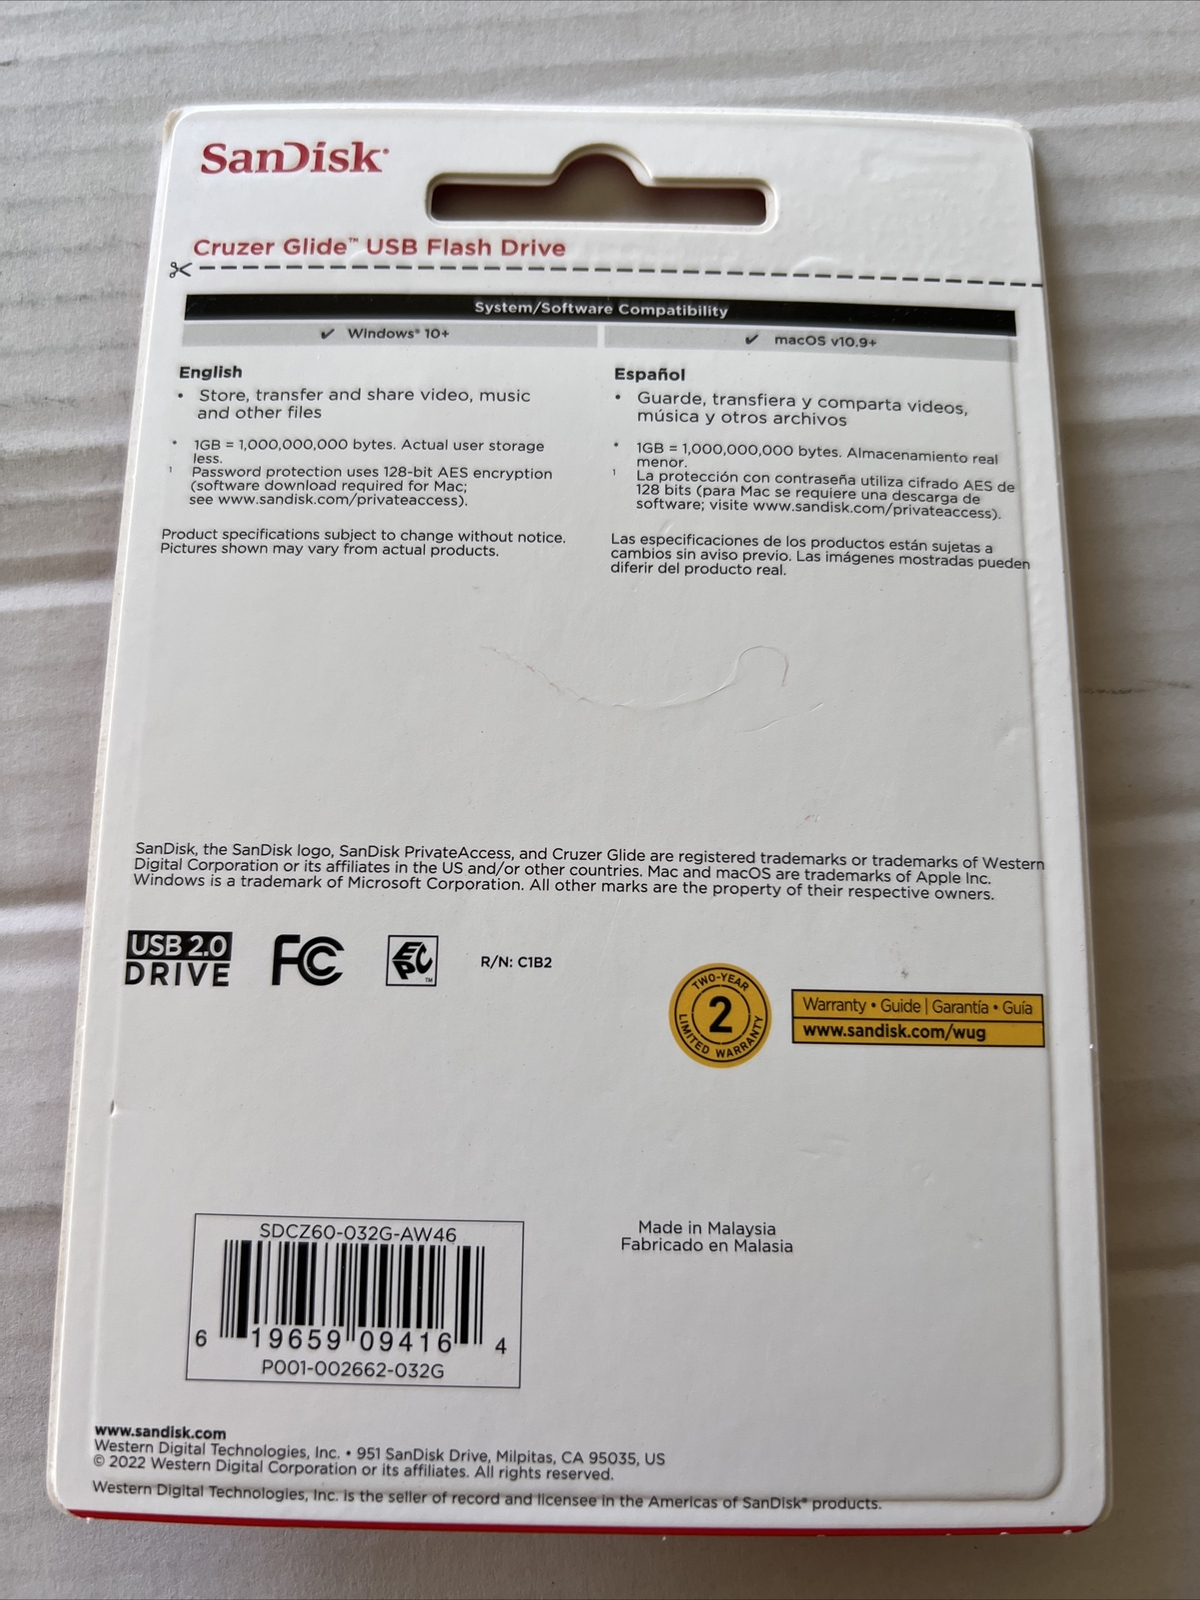 SanDisk®
Cruzer Glide™ USB Flash Drive
System/Software Compatibility
✔ Windows® 10+
✔ macOS v10.9+
English
• Store, transfer and share video, music
and other files
* 1GB = 1,000,000,000 bytes. Actual user storage
less.
1 Password protection uses 128-bit AES encryption
(software download required for Mac;
see www.sandisk.com/privateaccess).
Product specifications subject to change without notice.
Pictures shown may vary from actual products.
Español
• Guarde, transfiera y comparta videos,
música y otros archivos
* 1GB = 1,000,000,000 bytes. Almacenamiento real
menor.
1 La protección con contraseña utiliza cifrado AES de
128 bits (para Mac se requiere una descarga de
software; visite www.sandisk.com/privateaccess).
Las especificaciones de los productos están sujetas a
cambios sin aviso previo. Las imágenes mostradas pueden
diferir del producto real.
SanDisk, the SanDisk logo, SanDisk PrivateAccess, and Cruzer Glide are registered trademarks or trademarks of Western
Digital Corporation or its affiliates in the US and/or other countries. Mac and macOS are trademarks of Apple Inc.
Windows is a trademark of Microsoft Corporation. All other marks are the property of their respective owners.
USB 2.0
DRIVE
FC
EPC™
R/N: C1B2
TWO-YEAR
2
LIMITED WARRANTY
Warranty • Guide | Garantía • Guía
www.sandisk.com/wug
SDCZ60-032G-AW46
6 19659 09416 4
P001-002662-032G
Made in Malaysia
Fabricado en Malasia
www.sandisk.com
Western Digital Technologies, Inc. • 951 SanDisk Drive, Milpitas, CA 95035, US
© 2022 Western Digital Corporation or its affiliates. All rights reserved.
Western Digital Technologies, Inc. is the seller of record and licensee in the Americas of SanDisk® products.